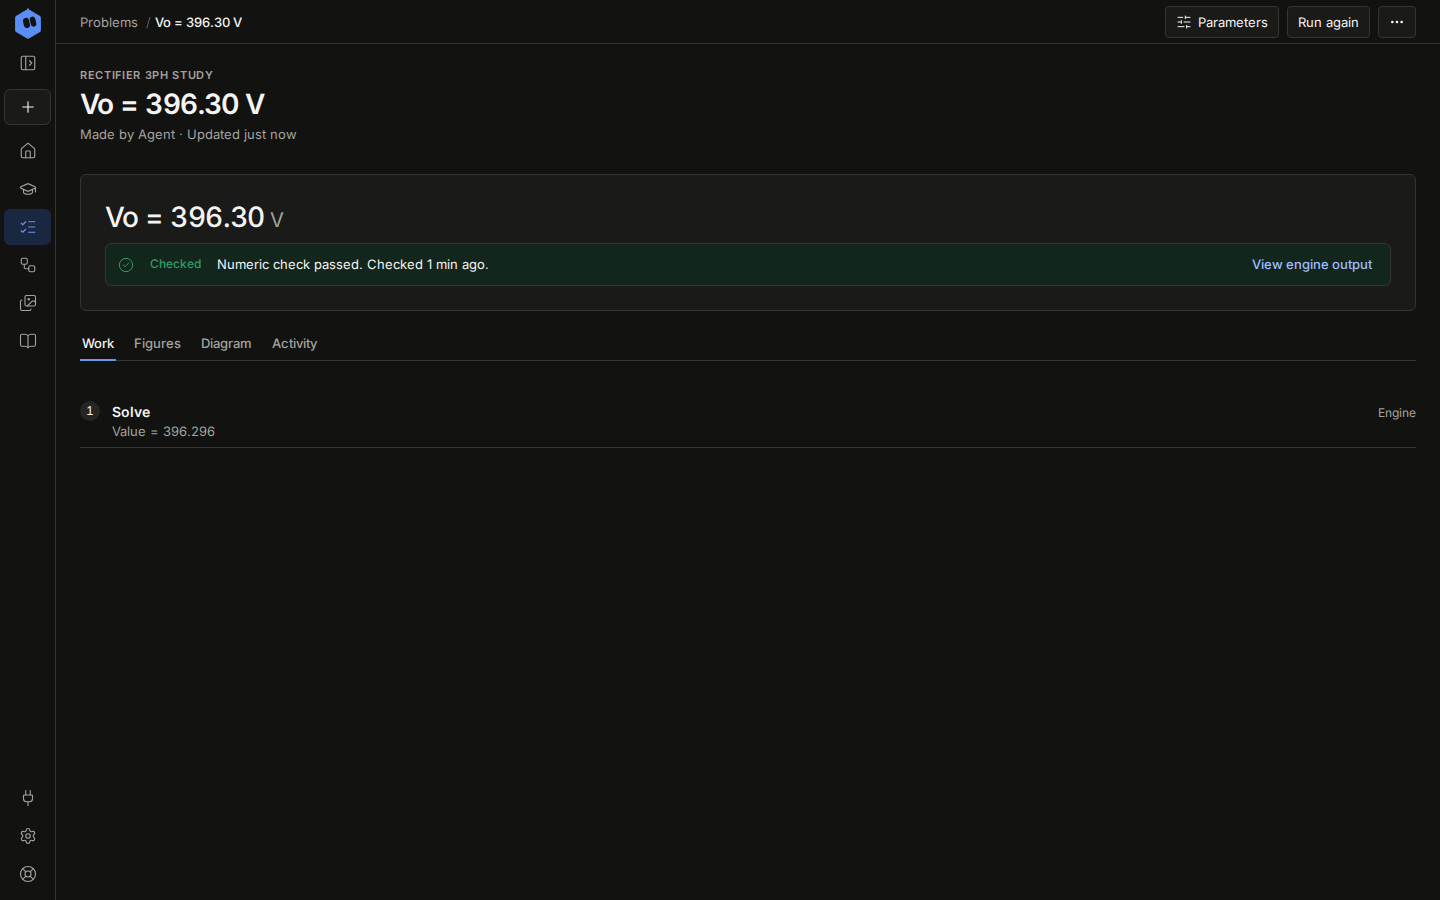 Problems / Vo = 396.30 V
Parameters
Run again
RECTIFIER 3PH STUDY
Vo = 396.30 V
Made by Agent · Updated just now
Vo = 396.30 V
Checked Numeric check passed. Checked 1 min ago. View engine output
Work Figures Diagram Activity
1 Solve Engine
Value = 396.296